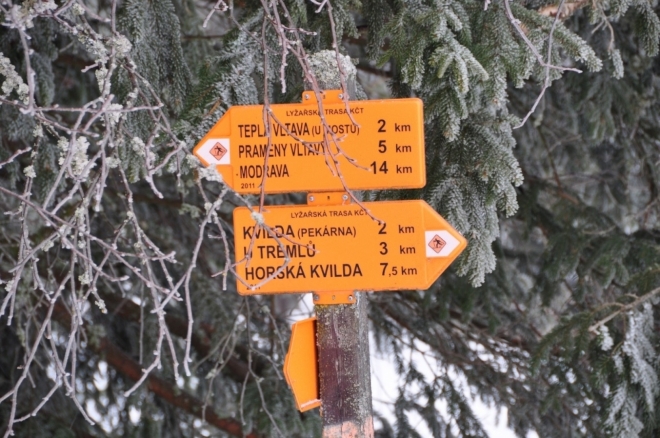 LYŽAŘSKÁ TRASA KČT
TEPLÁ VLTAVA (U MOSTU) 2 km
PRAMENY VLTAVY 5 km
MODRAVA 14 km
2011
LYŽAŘSKÁ TRASA KČT
KVILDA (PEKÁRNA) 2 km
U TREMLŮ 3 km
HORSKÁ KVILDA 7,5 km